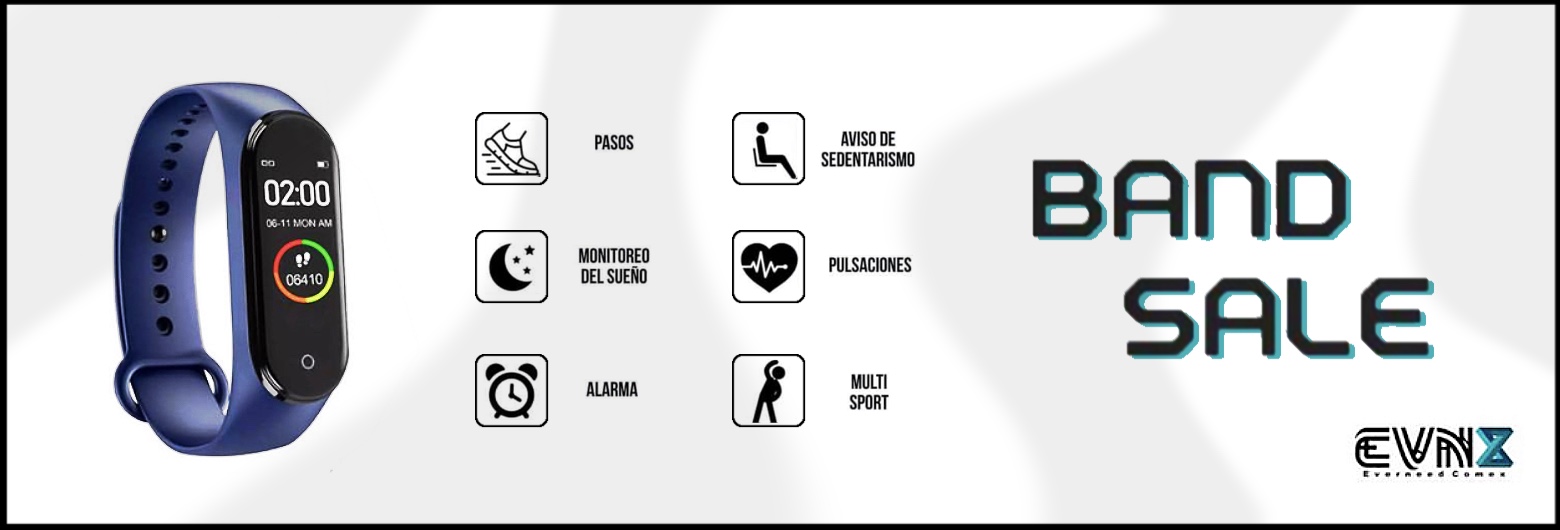 02:00
06-11 MON AM
06410
PASOS
AVISO DE
SEDENTARISMO
MONITOREO
DEL SUEÑO
PULSACIONES
ALARMA
MULTI
SPORT
BAND
SALE
EVNX
Everneed Comex